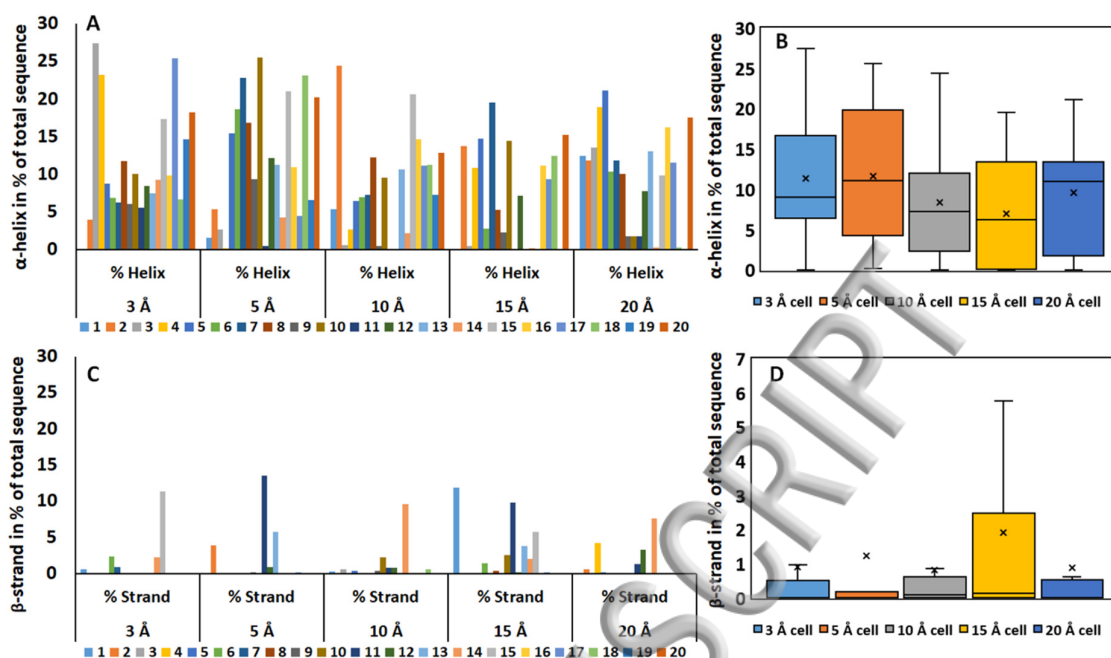 A
α-helix in % of total sequence
30
25
20
15
10
5
0
% Helix % Helix % Helix % Helix % Helix
3 Å 5 Å 10 Å 15 Å 20 Å
1 2 3 4 5 6 7 8 9 10 11 12 13 14 15 16 17 18 19 20
B
α-helix in % of total sequence
30
25
20
15
10
5
0
3 Å cell 5 Å cell 10 Å cell 15 Å cell 20 Å cell
C
β-strand in % of total sequence
30
25
20
15
10
5
0
% Strand % Strand % Strand % Strand % Strand
3 Å 5 Å 10 Å 15 Å 20 Å
1 2 3 4 5 6 7 8 9 10 11 12 13 14 15 16 17 18 19 20
D
β-strand in % of total sequence
7
6
5
4
3
2
1
0
3 Å cell 5 Å cell 10 Å cell 15 Å cell 20 Å cell
SCRIPT